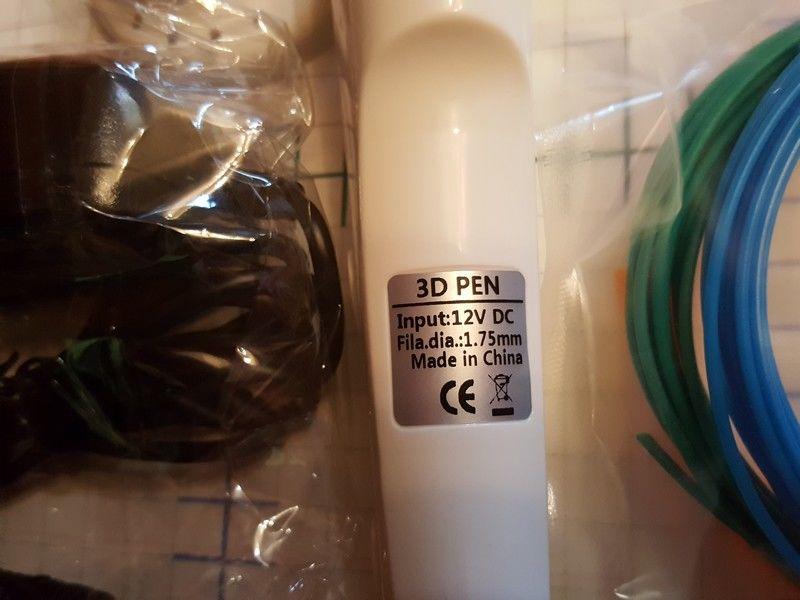 3D PEN
Input:12V DC
Fila.dia.:1.75mm
Made in China
CE